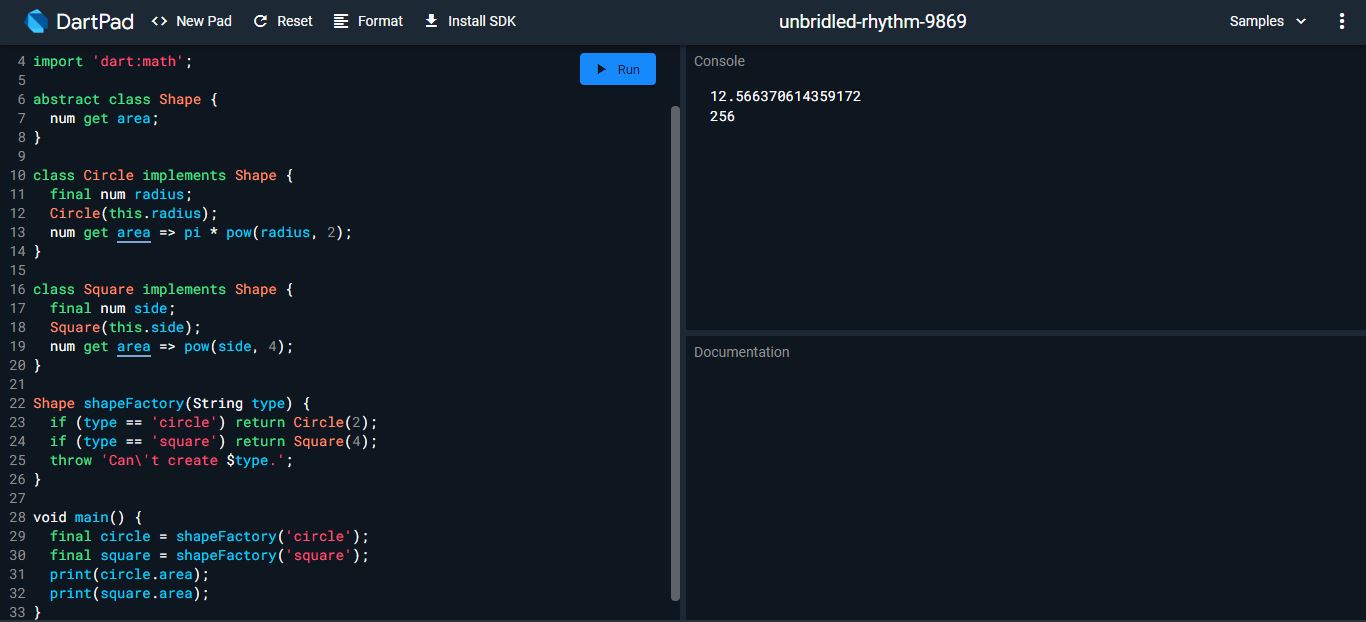 DartPad <> New Pad Reset Format Install SDK unbridled-rhythm-9869 Samples
4 import 'dart:math';
5
6 abstract class Shape {
7   num get area;
8 }
9
10 class Circle implements Shape {
11   final num radius;
12   Circle(this.radius);
13   num get area => pi * pow(radius, 2);
14 }
15
16 class Square implements Shape {
17   final num side;
18   Square(this.side);
19   num get area => pow(side, 4);
20 }
21
22 Shape shapeFactory(String type) {
23   if (type == 'circle') return Circle(2);
24   if (type == 'square') return Square(4);
25   throw 'Can\'t create $type.';
26 }
27
28 void main() {
29   final circle = shapeFactory('circle');
30   final square = shapeFactory('square');
31   print(circle.area);
32   print(square.area);
33 }
Run
Console
12.566370614359172
256
Documentation